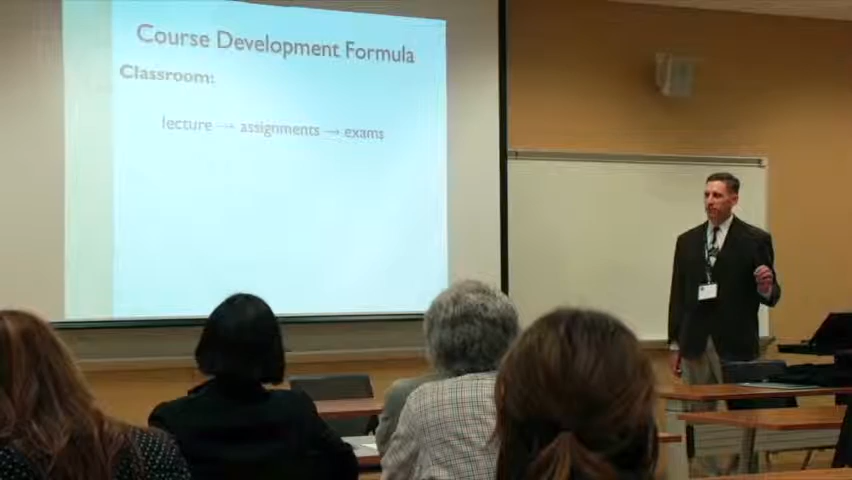 Course Development Formula
Classroom:
lecture → assignments → exams